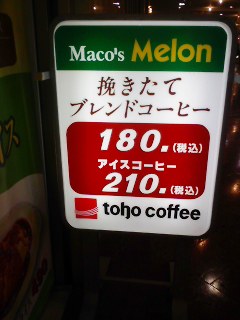 Maco's Melon
挽きたて
ブレンドコーヒー
180.(税込)
アイスコーヒー
210.(税込)
toho coffee